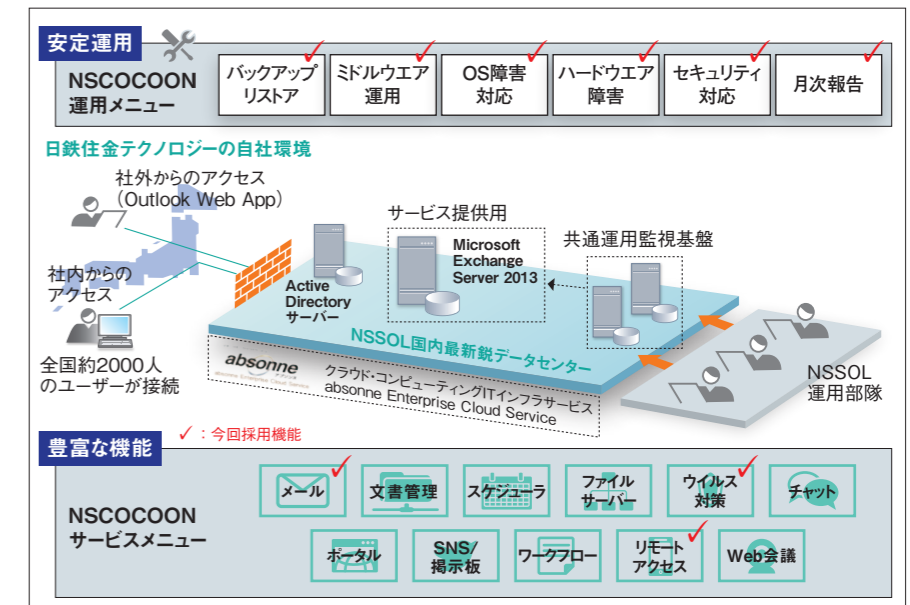 安定運用
NSCOCOON
運用メニュー
バックアップ
リストア
ミドルウエア
運用
OS障害
対応
ハードウエア
障害
セキュリティ
対応
月次報告
日鉄住金テクノロジーの自社環境
社外からのアクセス
(Outlook Web App)
社内からの
アクセス
全国約2000人
のユーザーが接続
Active
Directory
サーバー
サービス提供用
Microsoft
Exchange
Server 2013
共通運用監視基盤
NSSOL国内最新鋭データセンター
absonne
クラウド・コンピューティングITインフラサービス
absonne Enterprise Cloud Service
NSSOL
運用部隊
豊富な機能
✓:今回採用機能
NSCOCOON
サービスメニュー
メール
文書管理
スケジューラ
ファイル
サーバー
ウイルス
対策
チャット
ポータル
SNS/
掲示板
ワークフロー
リモート
アクセス
Web会議